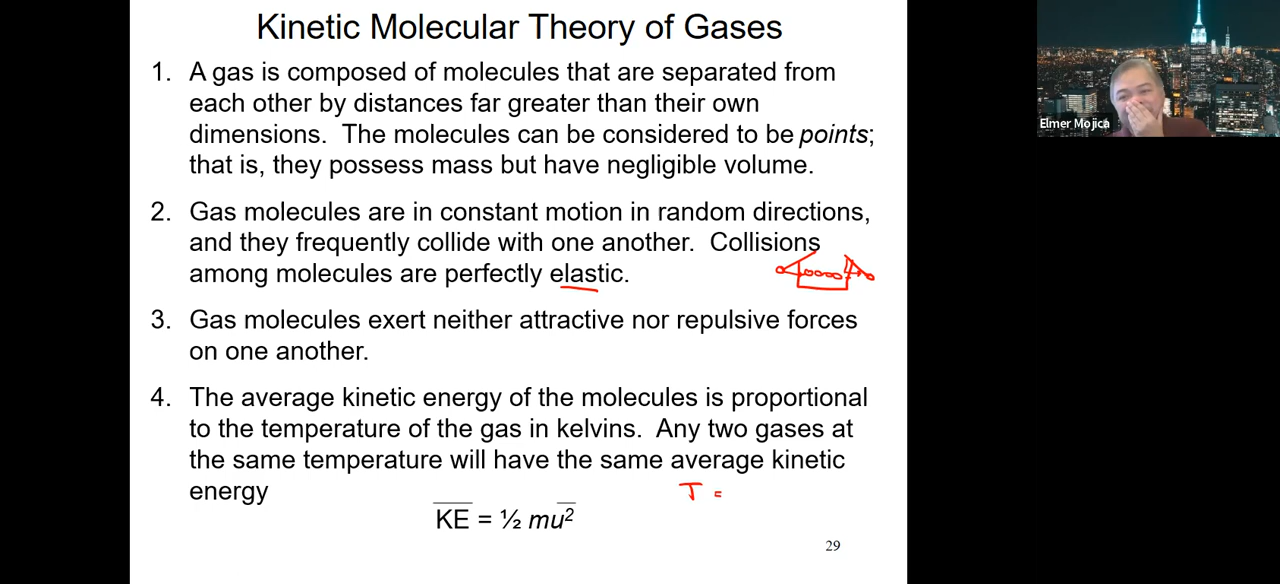 Kinetic Molecular Theory of Gases
1. A gas is composed of molecules that are separated from
each other by distances far greater than their own
dimensions. The molecules can be considered to be points;
that is, they possess mass but have negligible volume.
2. Gas molecules are in constant motion in random directions,
and they frequently collide with one another. Collisions
among molecules are perfectly elastic.
3. Gas molecules exert neither attractive nor repulsive forces
on one another.
4. The average kinetic energy of the molecules is proportional
to the temperature of the gas in kelvins. Any two gases at
the same temperature will have the same average kinetic
energy
T =
K̅E̅ = ½ mu̅²
29
Elmer Mojica